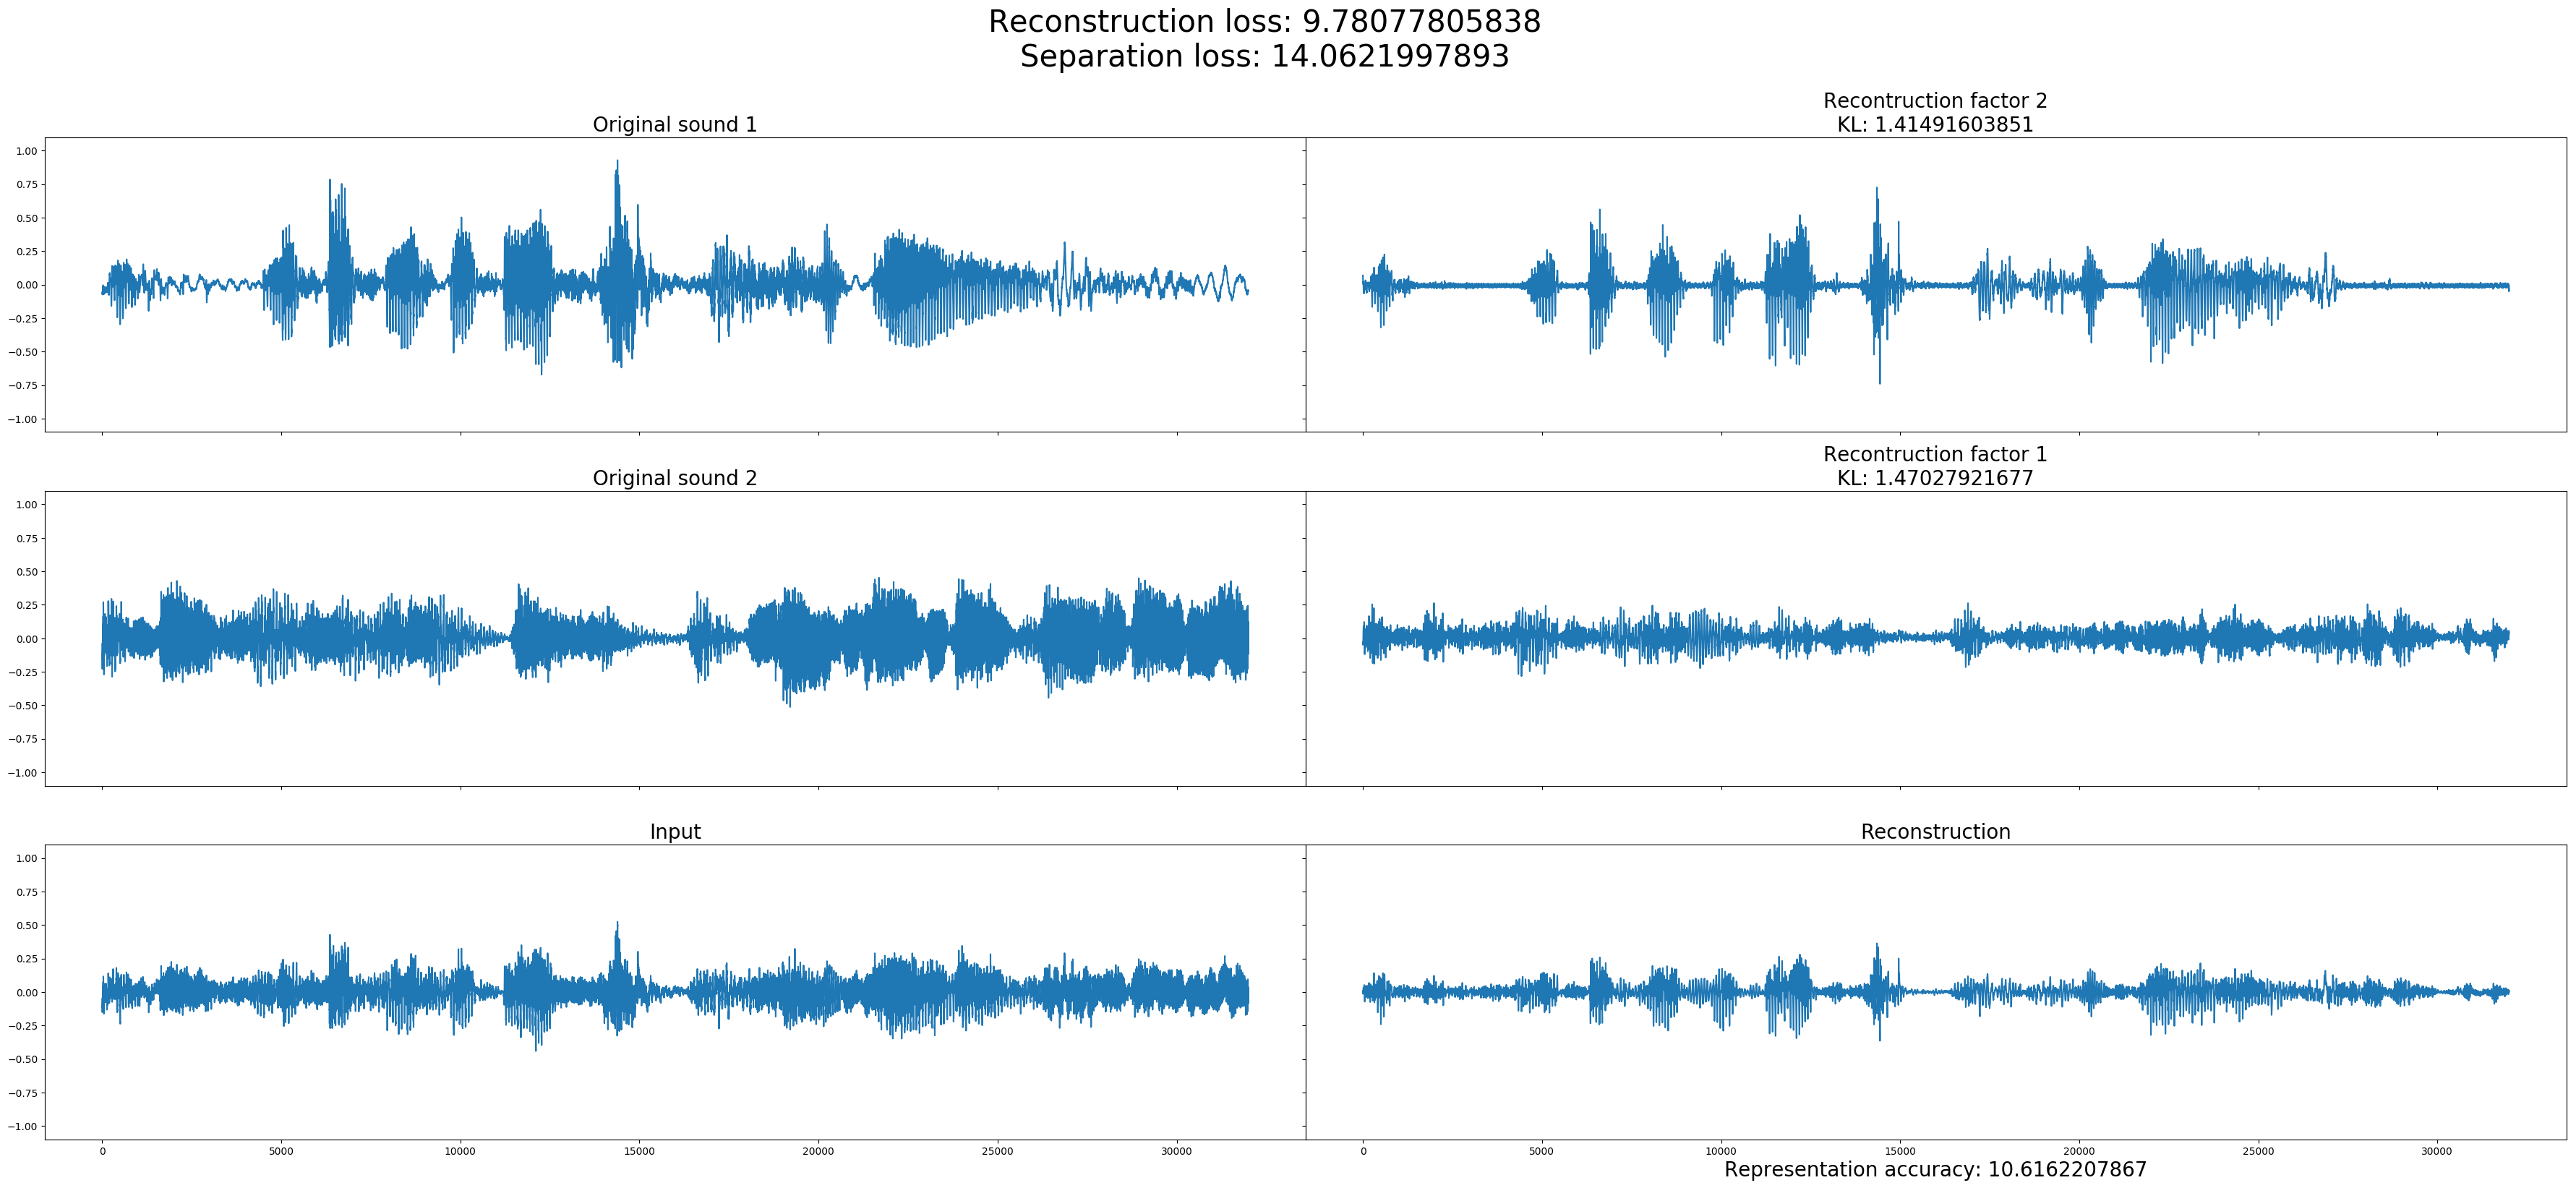 Reconstruction loss: 9.78077805838
Separation loss: 14.0621997893
Original sound 1
1.00
0.75
0.50
0.25
0.00
−0.25
−0.50
−0.75
−1.00
Recontruction factor 2
KL: 1.41491603851
Original sound 2
1.00
0.75
0.50
0.25
0.00
−0.25
−0.50
−0.75
−1.00
Recontruction factor 1
KL: 1.47027921677
Input
1.00
0.75
0.50
0.25
0.00
−0.25
−0.50
−0.75
−1.00
0 5000 10000 15000 20000 25000 30000
Reconstruction
0 5000 10000 15000 20000 25000 30000
Representation accuracy: 10.6162207867